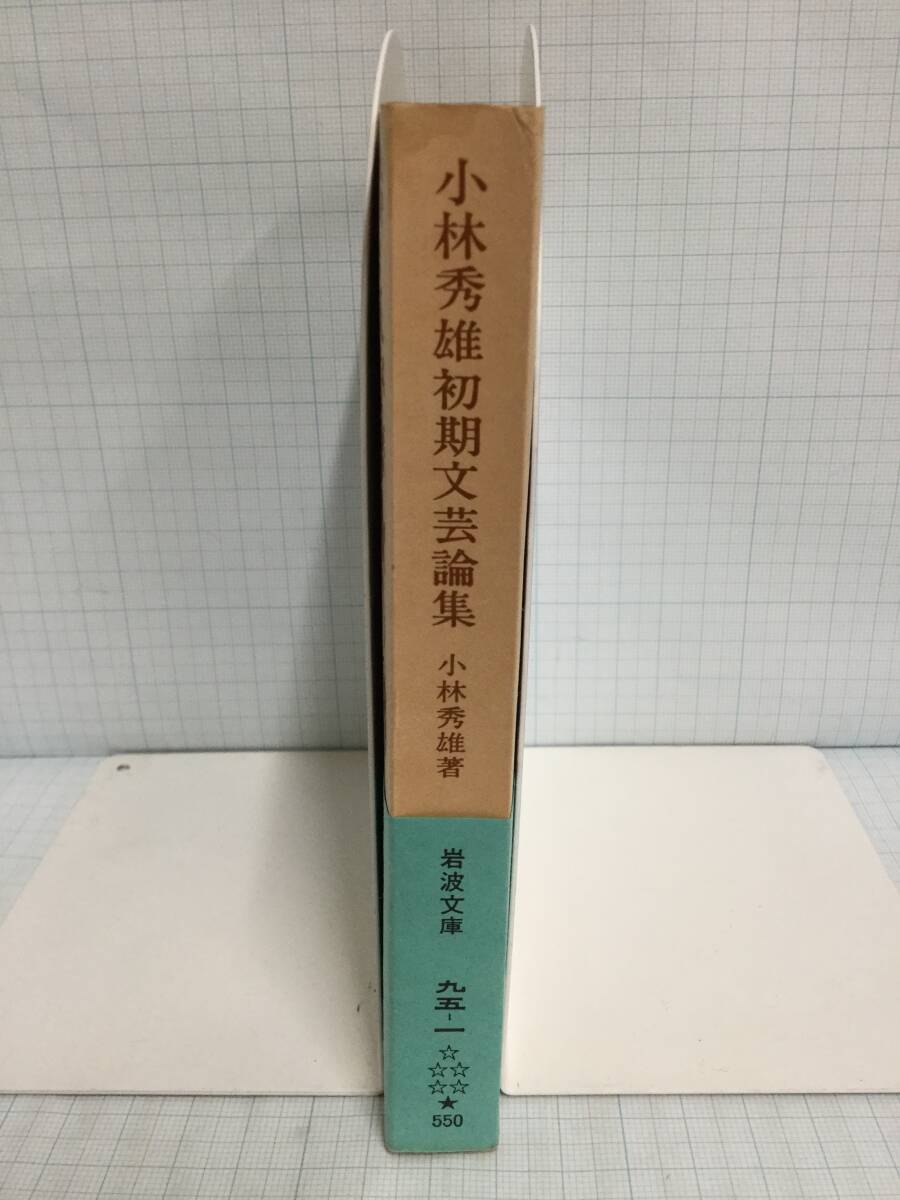 小林秀雄初期文芸論集
小林秀雄著
岩波文庫
九五-一
☆
☆☆
☆☆
★
550